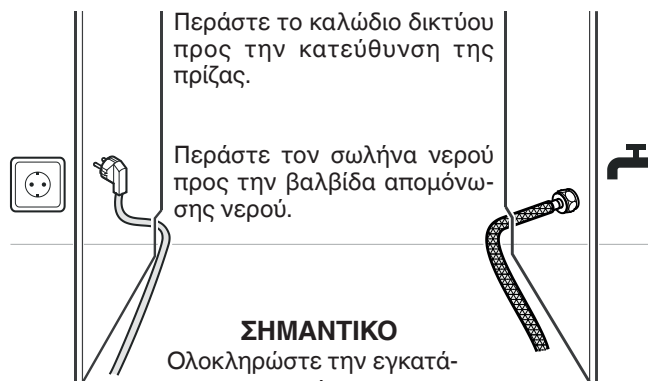 Περάστε το καλώδιο δικτύου
προς την κατεύθυνση της
πρίζας.
Περάστε τον σωλήνα νερού
προς την βαλβίδα απομόνω-
σης νερού.
ΣΗΜΑΝΤΙΚΟ
Ολοκληρώστε την εγκατά-